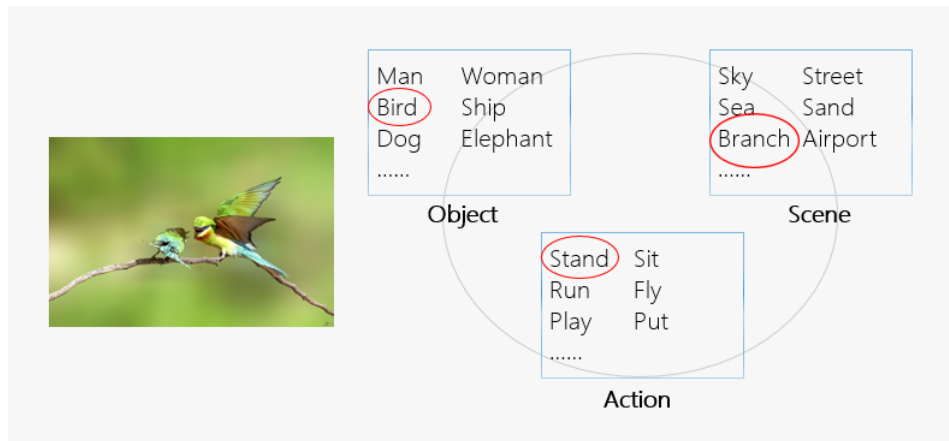 Man Woman
Bird Ship
Dog Elephant
......
Object
Sky Street
Sea Sand
Branch Airport
......
Scene
Stand Sit
Run Fly
Play Put
......
Action